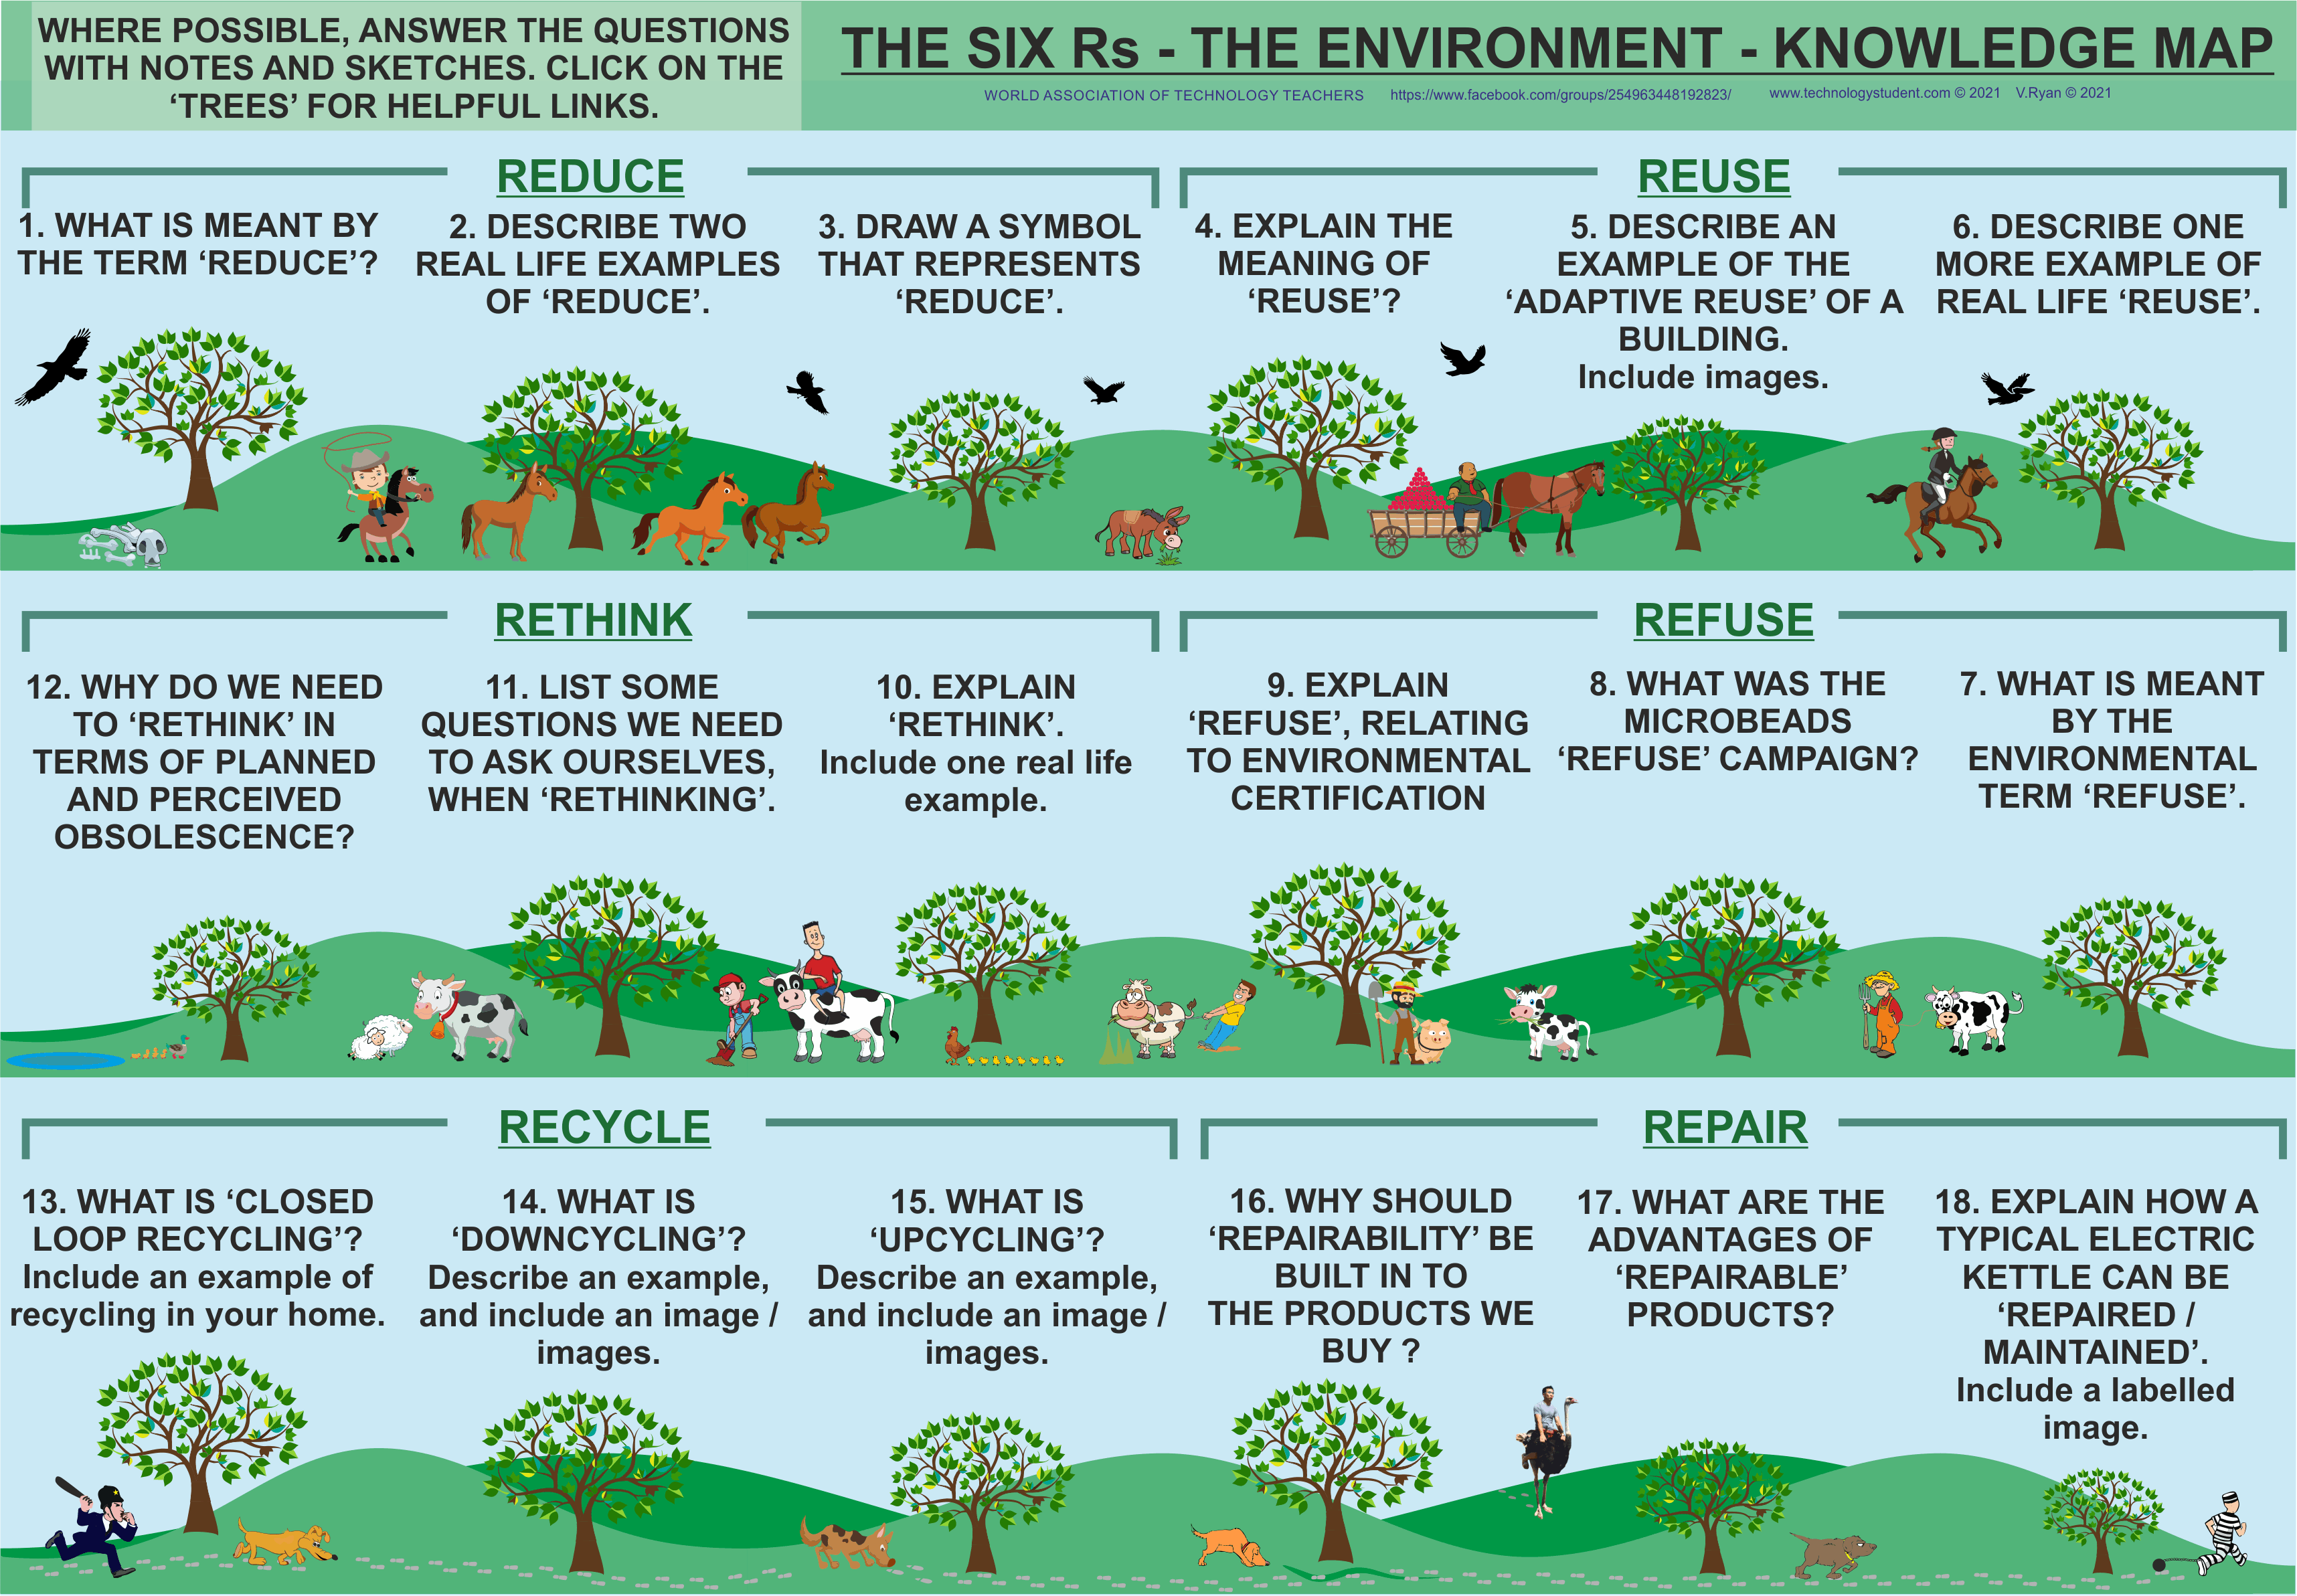 WHERE POSSIBLE, ANSWER THE QUESTIONS
WITH NOTES AND SKETCHES. CLICK ON THE
‘TREES’ FOR HELPFUL LINKS.
THE SIX Rs - THE ENVIRONMENT - KNOWLEDGE MAP
WORLD ASSOCIATION OF TECHNOLOGY TEACHERS https://www.facebook.com/groups/254963448192823/ www.technologystudent.com © 2021 V.Ryan © 2021
REDUCE
1. WHAT IS MEANT BY
THE TERM ‘REDUCE’?
2. DESCRIBE TWO
REAL LIFE EXAMPLES
OF ‘REDUCE’.
3. DRAW A SYMBOL
THAT REPRESENTS
‘REDUCE’.
REUSE
4. EXPLAIN THE
MEANING OF
‘REUSE’?
5. DESCRIBE AN
EXAMPLE OF THE
‘ADAPTIVE REUSE’ OF A
BUILDING.
Include images.
6. DESCRIBE ONE
MORE EXAMPLE OF
REAL LIFE ‘REUSE’.
RETHINK
12. WHY DO WE NEED
TO ‘RETHINK’ IN
TERMS OF PLANNED
AND PERCEIVED
OBSOLESCENCE?
11. LIST SOME
QUESTIONS WE NEED
TO ASK OURSELVES,
WHEN ‘RETHINKING’.
10. EXPLAIN
‘RETHINK’.
Include one real life
example.
REFUSE
9. EXPLAIN
‘REFUSE’, RELATING
TO ENVIRONMENTAL
CERTIFICATION
8. WHAT WAS THE
MICROBEADS
‘REFUSE’ CAMPAIGN?
7. WHAT IS MEANT
BY THE
ENVIRONMENTAL
TERM ‘REFUSE’.
RECYCLE
13. WHAT IS ‘CLOSED
LOOP RECYCLING’?
Include an example of
recycling in your home.
14. WHAT IS
‘DOWNCYCLING’?
Describe an example,
and include an image /
images.
15. WHAT IS
‘UPCYCLING’?
Describe an example,
and include an image /
images.
REPAIR
16. WHY SHOULD
‘REPAIRABILITY’ BE
BUILT IN TO
THE PRODUCTS WE
BUY ?
17. WHAT ARE THE
ADVANTAGES OF
‘REPAIRABLE’
PRODUCTS?
18. EXPLAIN HOW A
TYPICAL ELECTRIC
KETTLE CAN BE
‘REPAIRED /
MAINTAINED’.
Include a labelled
image.